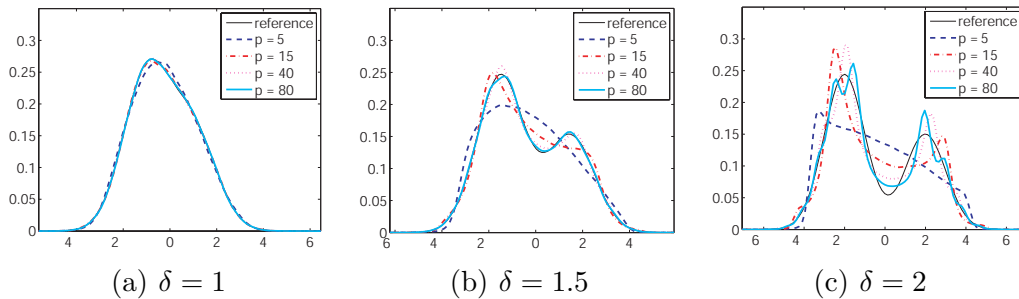 reference
p = 5
p = 15
p = 40
p = 80
0.3
0.25
0.2
0.15
0.1
0.05
0
4 2 0 2 4 6
(a) δ = 1
reference
p = 5
p = 15
p = 40
p = 80
0.3
0.25
0.2
0.15
0.1
0.05
0
6 4 2 0 2 4
(b) δ = 1.5
reference
p = 5
p = 15
p = 40
p = 80
0.3
0.25
0.2
0.15
0.1
0.05
0
6 4 2 0 2 4 6
(c) δ = 2